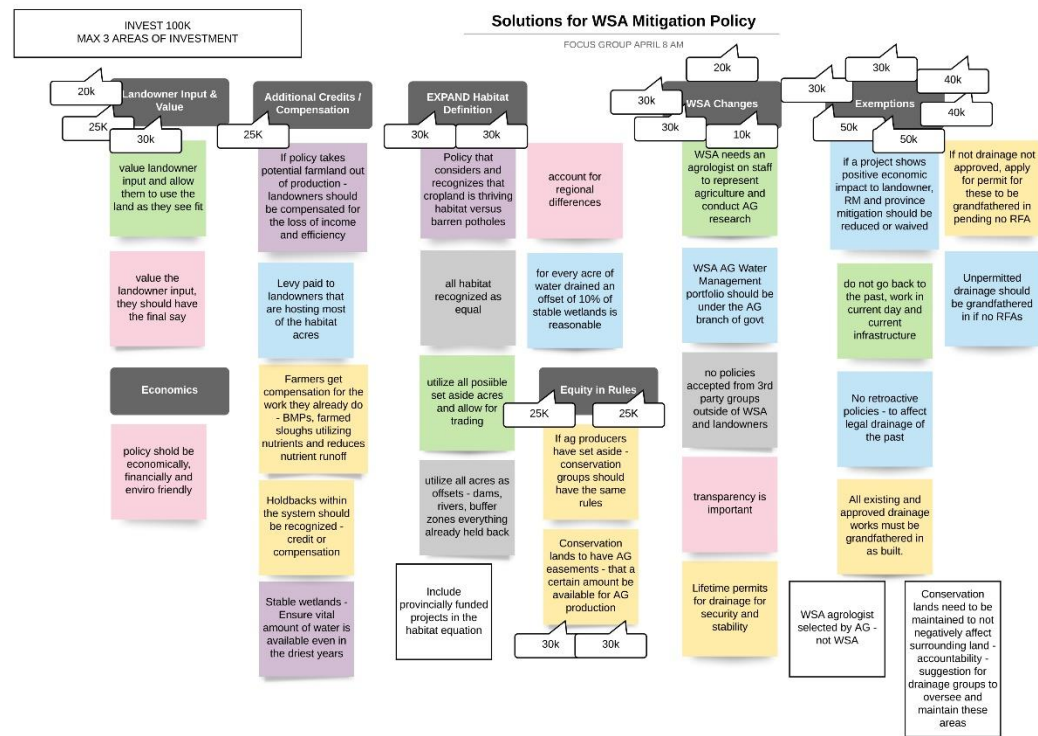 INVEST 100K
MAX 3 AREAS OF INVESTMENT
Solutions for WSA Mitigation Policy
FOCUS GROUP APRIL 8 AM
20k
25K
30k
Landowner Input &
Value
value landowner
input and allow
them to use the
land as they see fit
value the
landowner input,
they should have
the final say
Economics
policy shold be
economically,
financially and
enviro friendly
25K
Additional Credits /
Compensation
If policy takes
potential farmland out
of production -
landowners should
be compensated for
the loss of income
and efficiency
Levy paid to
landowners that
are hosting most
of the habitat
acres
Farmers get
compensation for the
work they already do
- BMPs, farmed
sloughs utilizing
nutrients and reduces
nutrient runoff
Holdbacks within
the system should
be recognized -
credit or
compensation
Stable wetlands -
Ensure vital
amount of water is
available even in
the driest years
EXPAND Habitat
Definition
30k
30k
Policy that
considers and
recognizes that
cropland is thriving
habitat versus
barren potholes
all habitat
recognized as
equal
utilize all posiible
set aside acres
and allow for
trading
utilize all acres as
offsets - dams,
rivers, buffer
zones everything
already held back
Include
provincially funded
projects in the
habitat equation
account for
regional
differences
for every acre of
water drained an
offset of 10% of
stable wetlands is
reasonable
Equity in Rules
25K
25K
If ag producers
have set aside -
conservation
groups should
have the same
rules
Conservation
lands to have AG
easements - that a
certain amount be
available for AG
production
30k
30k
20k
30k
30k
10k
WSA Changes
WSA needs an
agrologist on staff
to represent
agriculture and
conduct AG
research
WSA AG Water
Management
portfolio should be
under the AG
branch of govt
no policies
accepted from 3rd
party groups
outside of WSA
and landowners
transparency is
important
Lifetime permits
for drainage for
security and
stability
30k
30k
40k
40k
50k
50k
Exemptions
if a project shows
positive economic
impact to landowner,
RM and province
mitigation should be
reduced or waived
do not go back to
the past, work in
current day and
current
infrastructure
No retroactive
policies - to affect
legal drainage of
the past
All existing and
approved drainage
works must be
grandfathered in
as built.
WSA agrologist
selected by AG -
not WSA
If not drainage not
approved, apply
for permit for
these to be
grandfathered in
pending no RFA
Unpermitted
drainage should
be grandfathered
in if no RFAs
Conservation
lands need to be
maintained to not
negatively affect
surrounding land -
accountability -
suggestion for
drainage groups to
oversee and
maintain these
areas